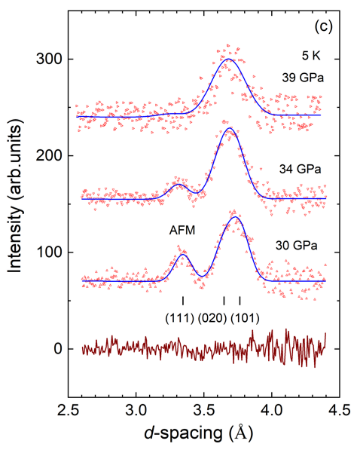 (c)
5 K
39 GPa
34 GPa
AFM
30 GPa
(111) (020) (101)
300
200
100
0
2.5 3.0 3.5 4.0 4.5
Intensity (arb.units)
d-spacing (Å)